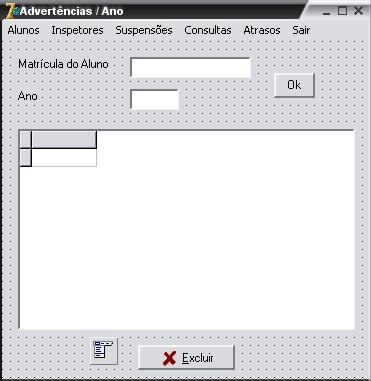 Advertências / Ano
Alunos Inspetores Suspensões Consultas Atrasos Sair
Matrícula do Aluno
Ok
Ano
Excluir